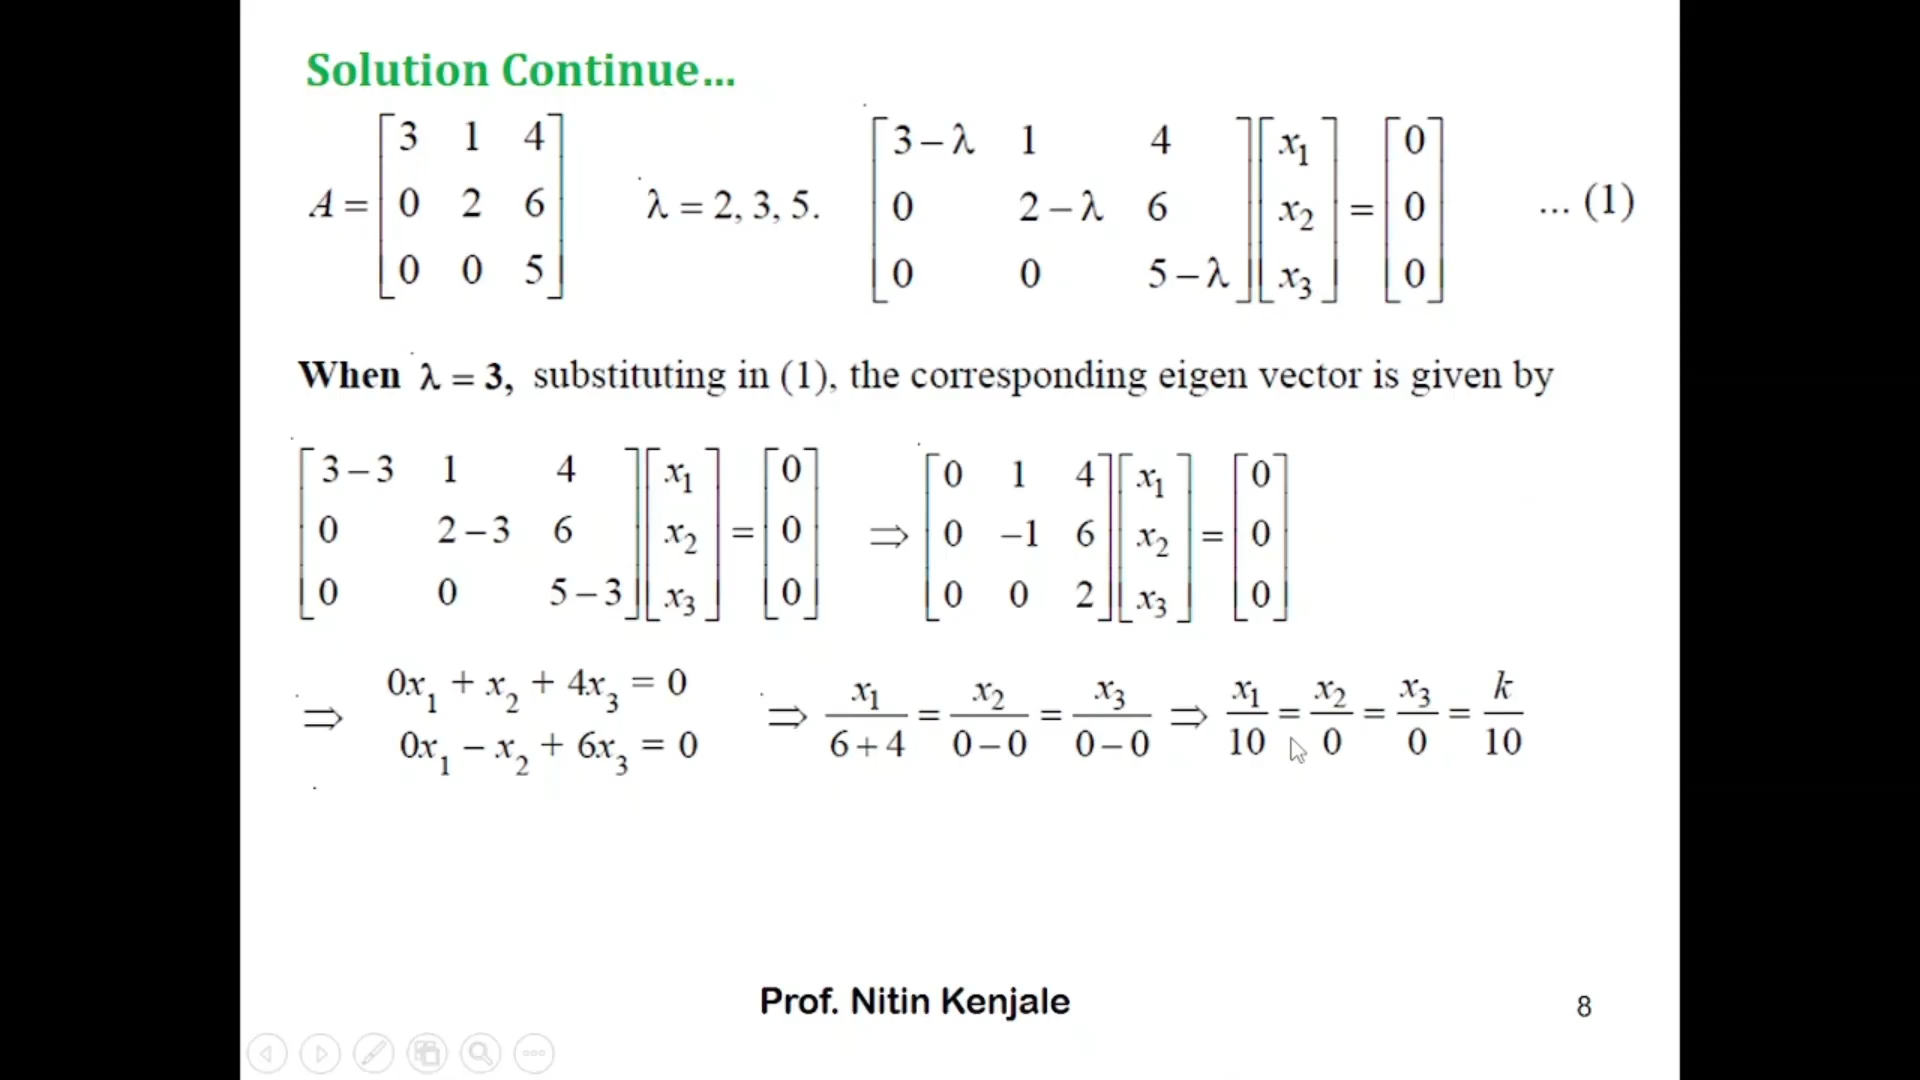 Solution Continue...
A = [3 1 4; 0 2 6; 0 0 5] λ = 2, 3, 5. [3 − λ 1 4; 0 2 − λ 6; 0 0 5 − λ] [x₁; x₂; x₃] = [0; 0; 0] ... (1)
When λ = 3, substituting in (1), the corresponding eigen vector is given by
[3 − 3 1 4; 0 2 − 3 6; 0 0 5 − 3] [x₁; x₂; x₃] = [0; 0; 0] ⇒ [0 1 4; 0 −1 6; 0 0 2] [x₁; x₂; x₃] = [0; 0; 0]
⇒ 0x₁ + x₂ + 4x₃ = 0
0x₁ − x₂ + 6x₃ = 0
⇒ x₁/(6 + 4) = x₂/(0 − 0) = x₃/(0 − 0) ⇒ x₁/10 = x₂/0 = x₃/0 = k/10
Prof. Nitin Kenjale
8